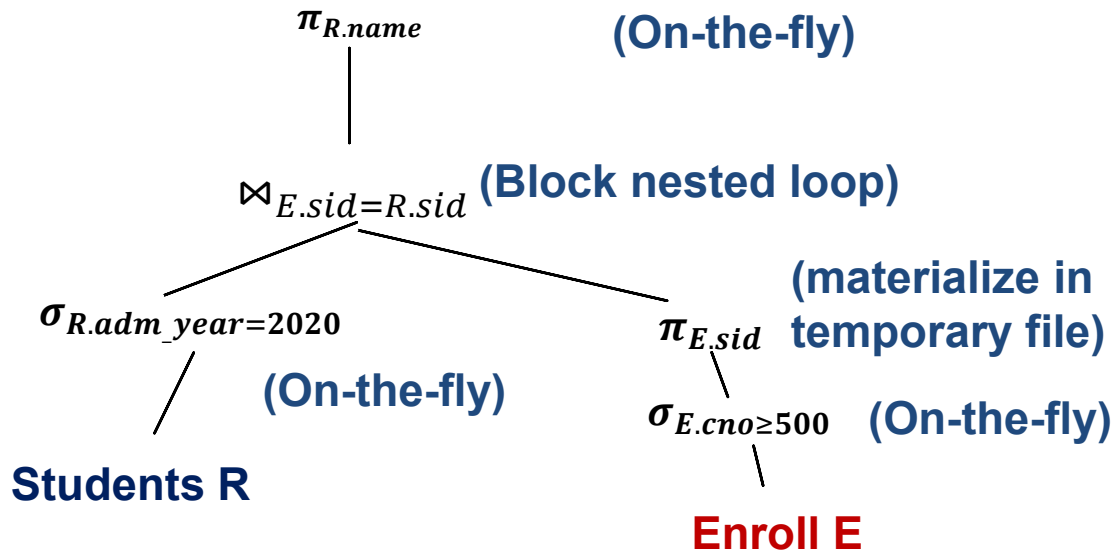 π_{R.name} (On-the-fly)
⋈_{E.sid=R.sid} (Block nested loop)
(materialize in
σ_{R.adm_year=2020} π_{E.sid} temporary file)
(On-the-fly)
σ_{E.cno≥500} (On-the-fly)
Students R
Enroll E